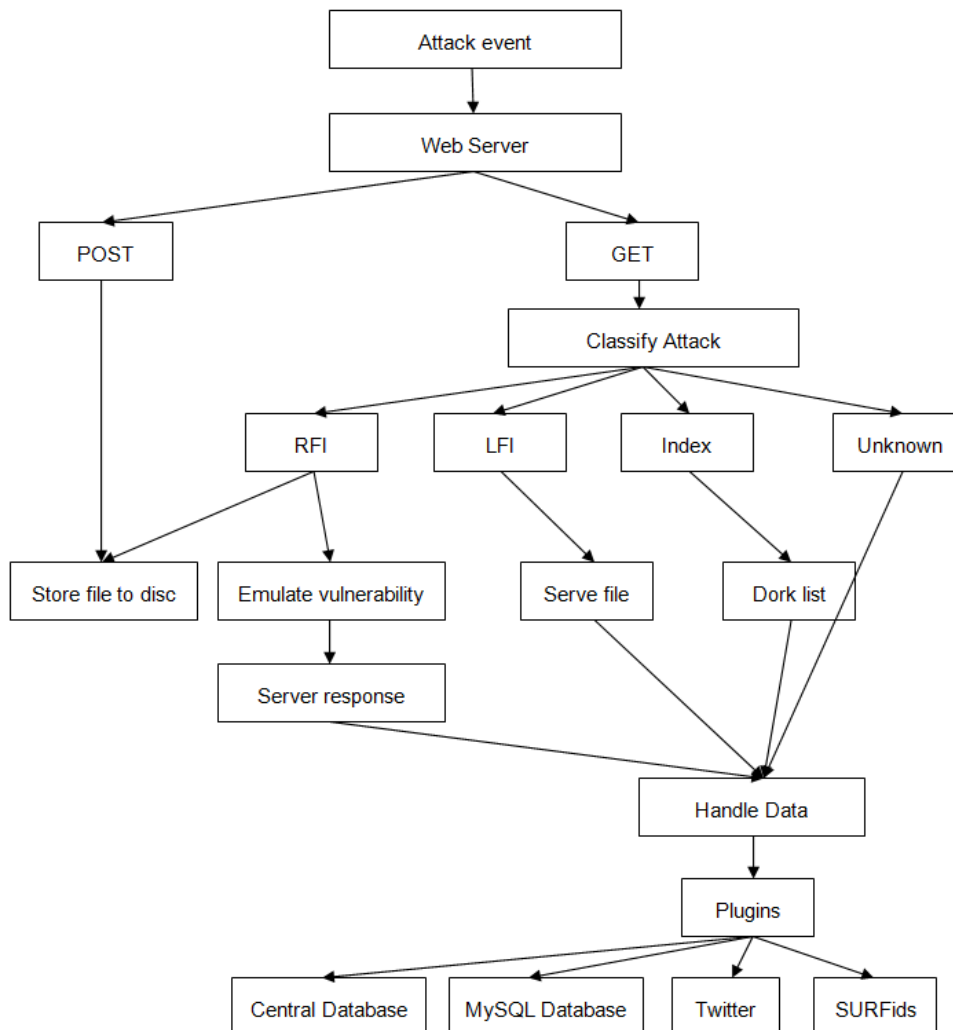 Attack event
Web Server
POST
GET
Classify Attack
RFI
LFI
Index
Unknown
Store file to disc
Emulate vulnerability
Serve file
Dork list
Server response
Handle Data
Plugins
Central Database
MySQL Database
Twitter
SURFids